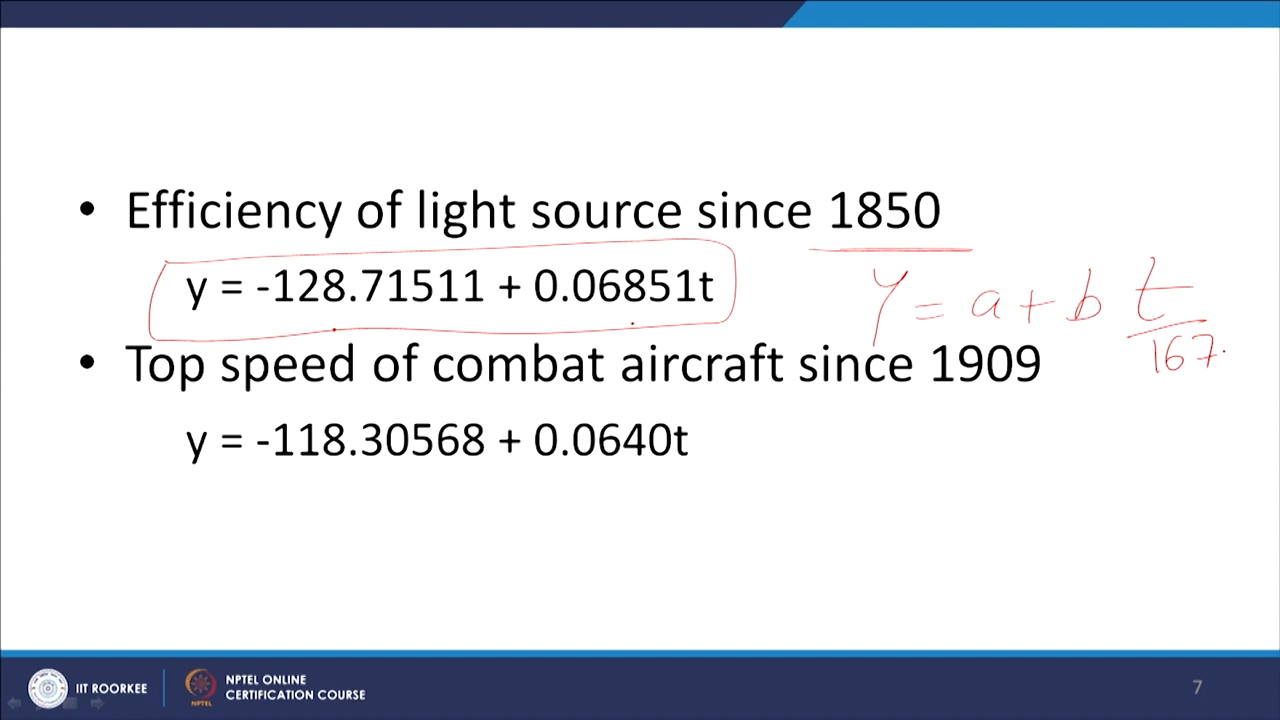 • Efficiency of light source since 1850
y = -128.71511 + 0.06851t
y = a + b t
167.
• Top speed of combat aircraft since 1909
y = -118.30568 + 0.0640t
IIT ROORKEE
NPTEL
NPTEL ONLINE
CERTIFICATION COURSE
7